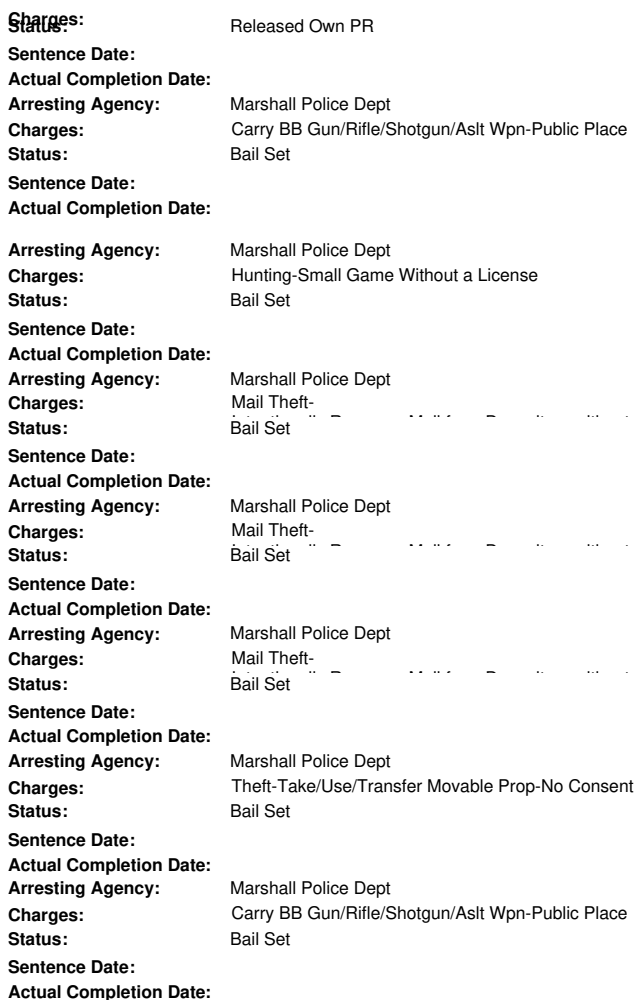 Charges:
Status: Released Own PR
Sentence Date:
Actual Completion Date:
Arresting Agency: Marshall Police Dept
Charges: Carry BB Gun/Rifle/Shotgun/Aslt Wpn-Public Place
Status: Bail Set
Sentence Date:
Actual Completion Date:
Arresting Agency: Marshall Police Dept
Charges: Hunting-Small Game Without a License
Status: Bail Set
Sentence Date:
Actual Completion Date:
Arresting Agency: Marshall Police Dept
Charges: Mail Theft-
Status: Bail Set
Sentence Date:
Actual Completion Date:
Arresting Agency: Marshall Police Dept
Charges: Mail Theft-
Status: Bail Set
Sentence Date:
Actual Completion Date:
Arresting Agency: Marshall Police Dept
Charges: Mail Theft-
Status: Bail Set
Sentence Date:
Actual Completion Date:
Arresting Agency: Marshall Police Dept
Charges: Theft-Take/Use/Transfer Movable Prop-No Consent
Status: Bail Set
Sentence Date:
Actual Completion Date:
Arresting Agency: Marshall Police Dept
Charges: Carry BB Gun/Rifle/Shotgun/Aslt Wpn-Public Place
Status: Bail Set
Sentence Date:
Actual Completion Date: